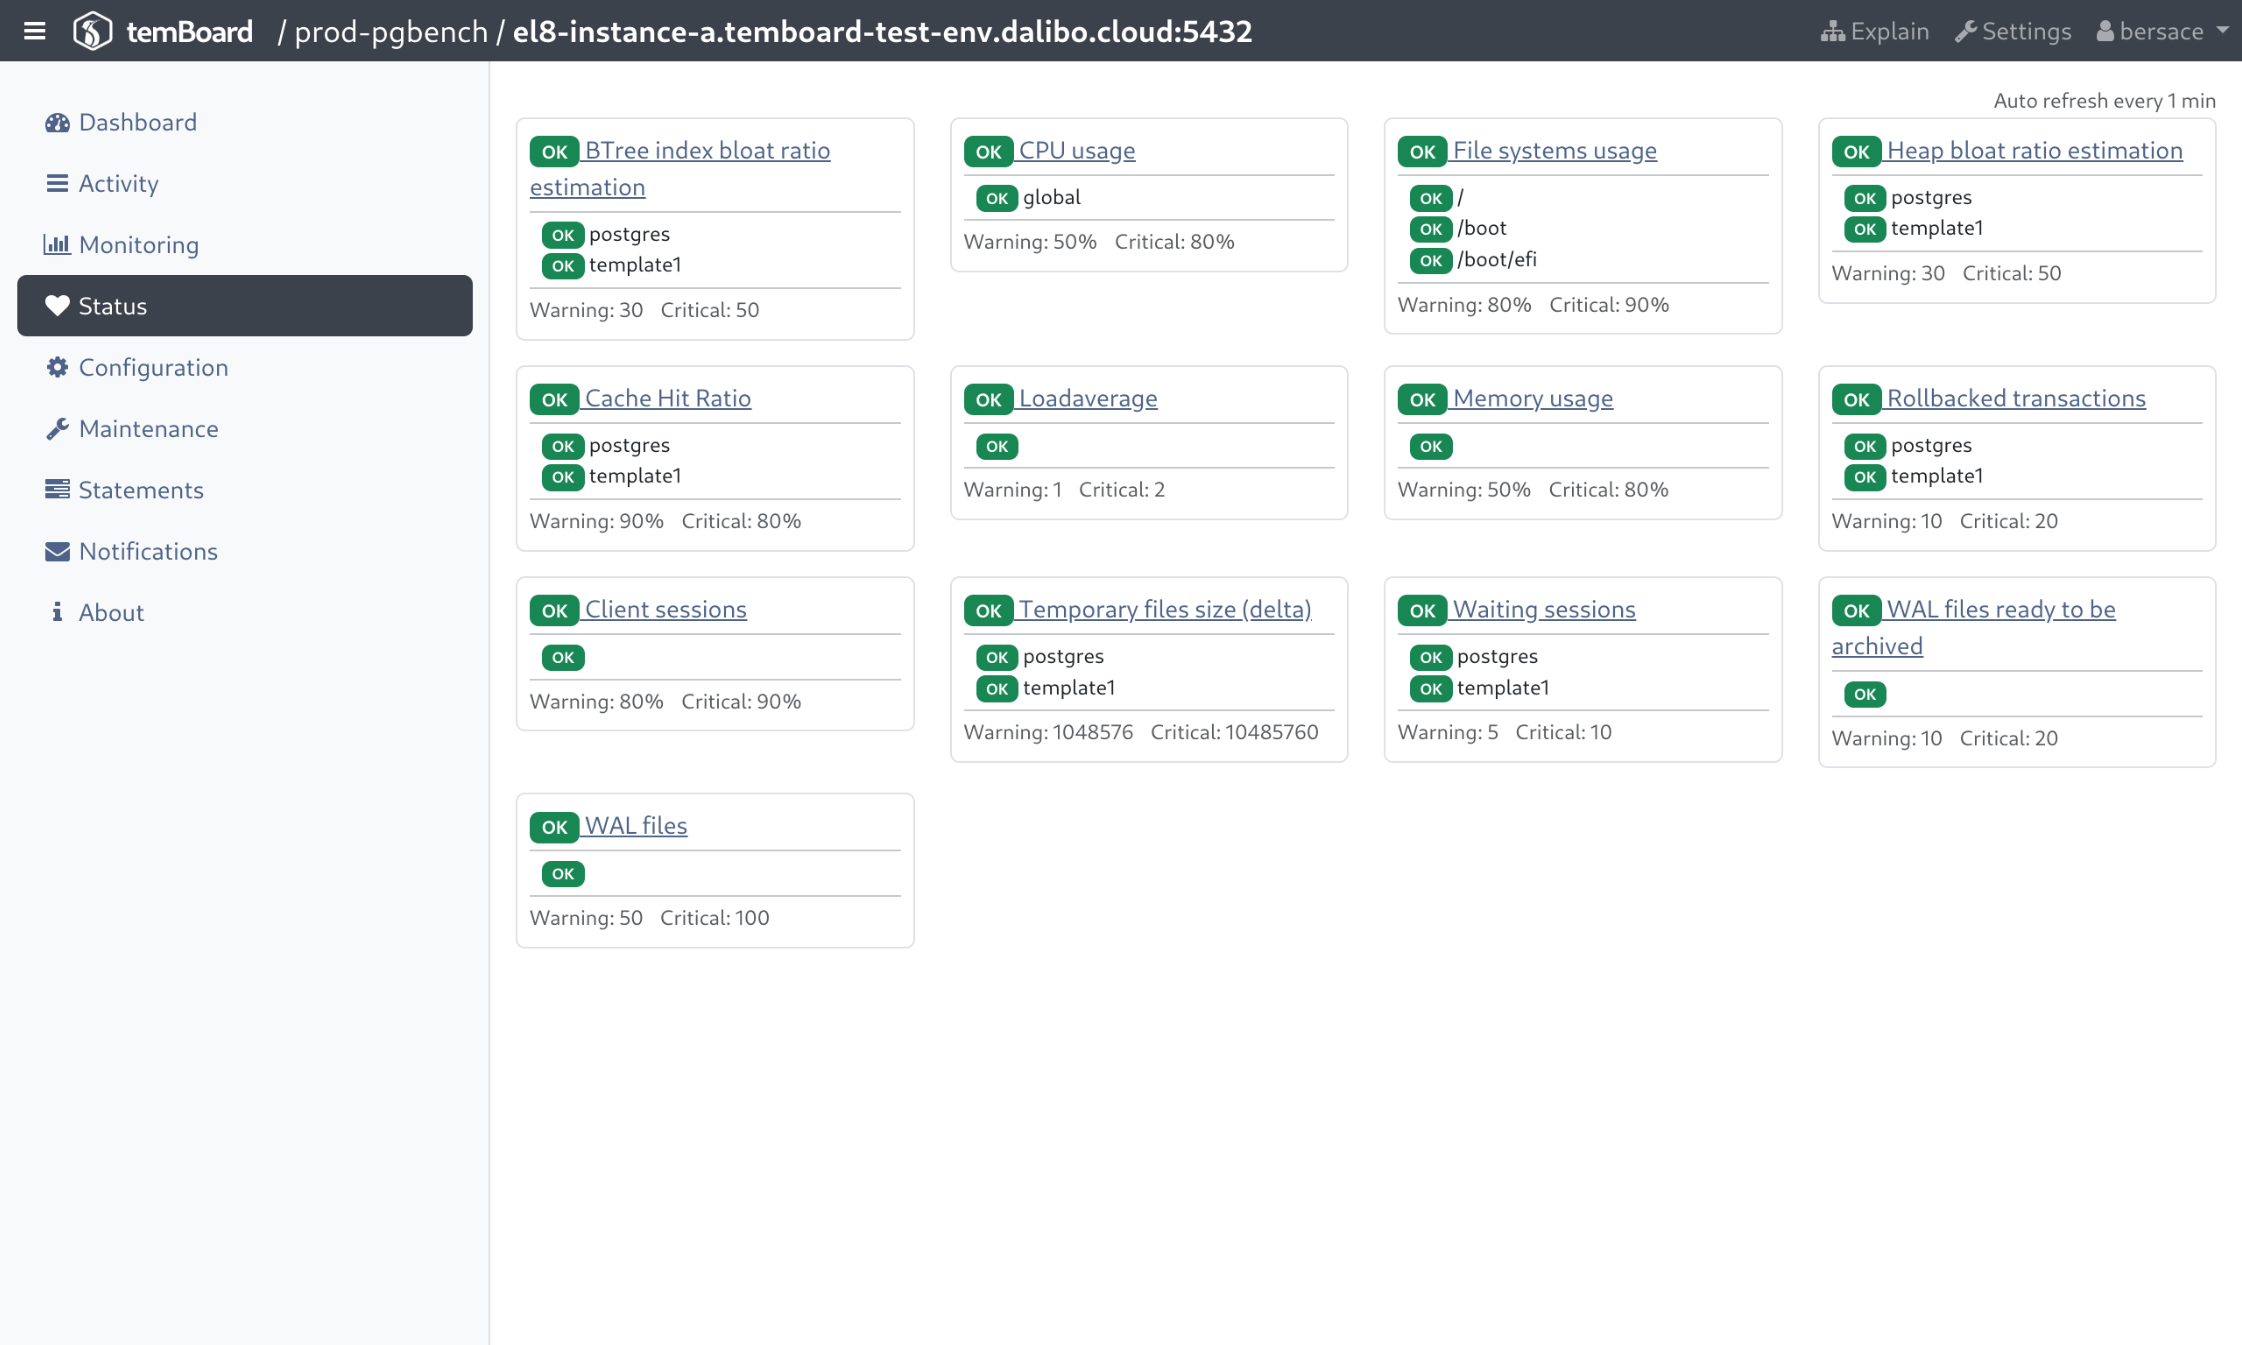 temBoard / prod-pgbench / el8-instance-a.temboard-test-env.dalibo.cloud:5432 Explain Settings bersace
Dashboard
Activity
Monitoring
Status
Configuration
Maintenance
Statements
Notifications
About
Auto refresh every 1 min
OK BTree index bloat ratio
estimation
OK postgres
OK template1
Warning: 30 Critical: 50
OK CPU usage
OK global
Warning: 50% Critical: 80%
OK File systems usage
OK /
OK /boot
OK /boot/efi
Warning: 80% Critical: 90%
OK Heap bloat ratio estimation
OK postgres
OK template1
Warning: 30 Critical: 50
OK Cache Hit Ratio
OK postgres
OK template1
Warning: 90% Critical: 80%
OK Loadaverage
OK
Warning: 1 Critical: 2
OK Memory usage
OK
Warning: 50% Critical: 80%
OK Rollbacked transactions
OK postgres
OK template1
Warning: 10 Critical: 20
OK Client sessions
OK
Warning: 80% Critical: 90%
OK Temporary files size (delta)
OK postgres
OK template1
Warning: 1048576 Critical: 10485760
OK Waiting sessions
OK postgres
OK template1
Warning: 5 Critical: 10
OK WAL files ready to be
archived
OK
Warning: 10 Critical: 20
OK WAL files
OK
Warning: 50 Critical: 100